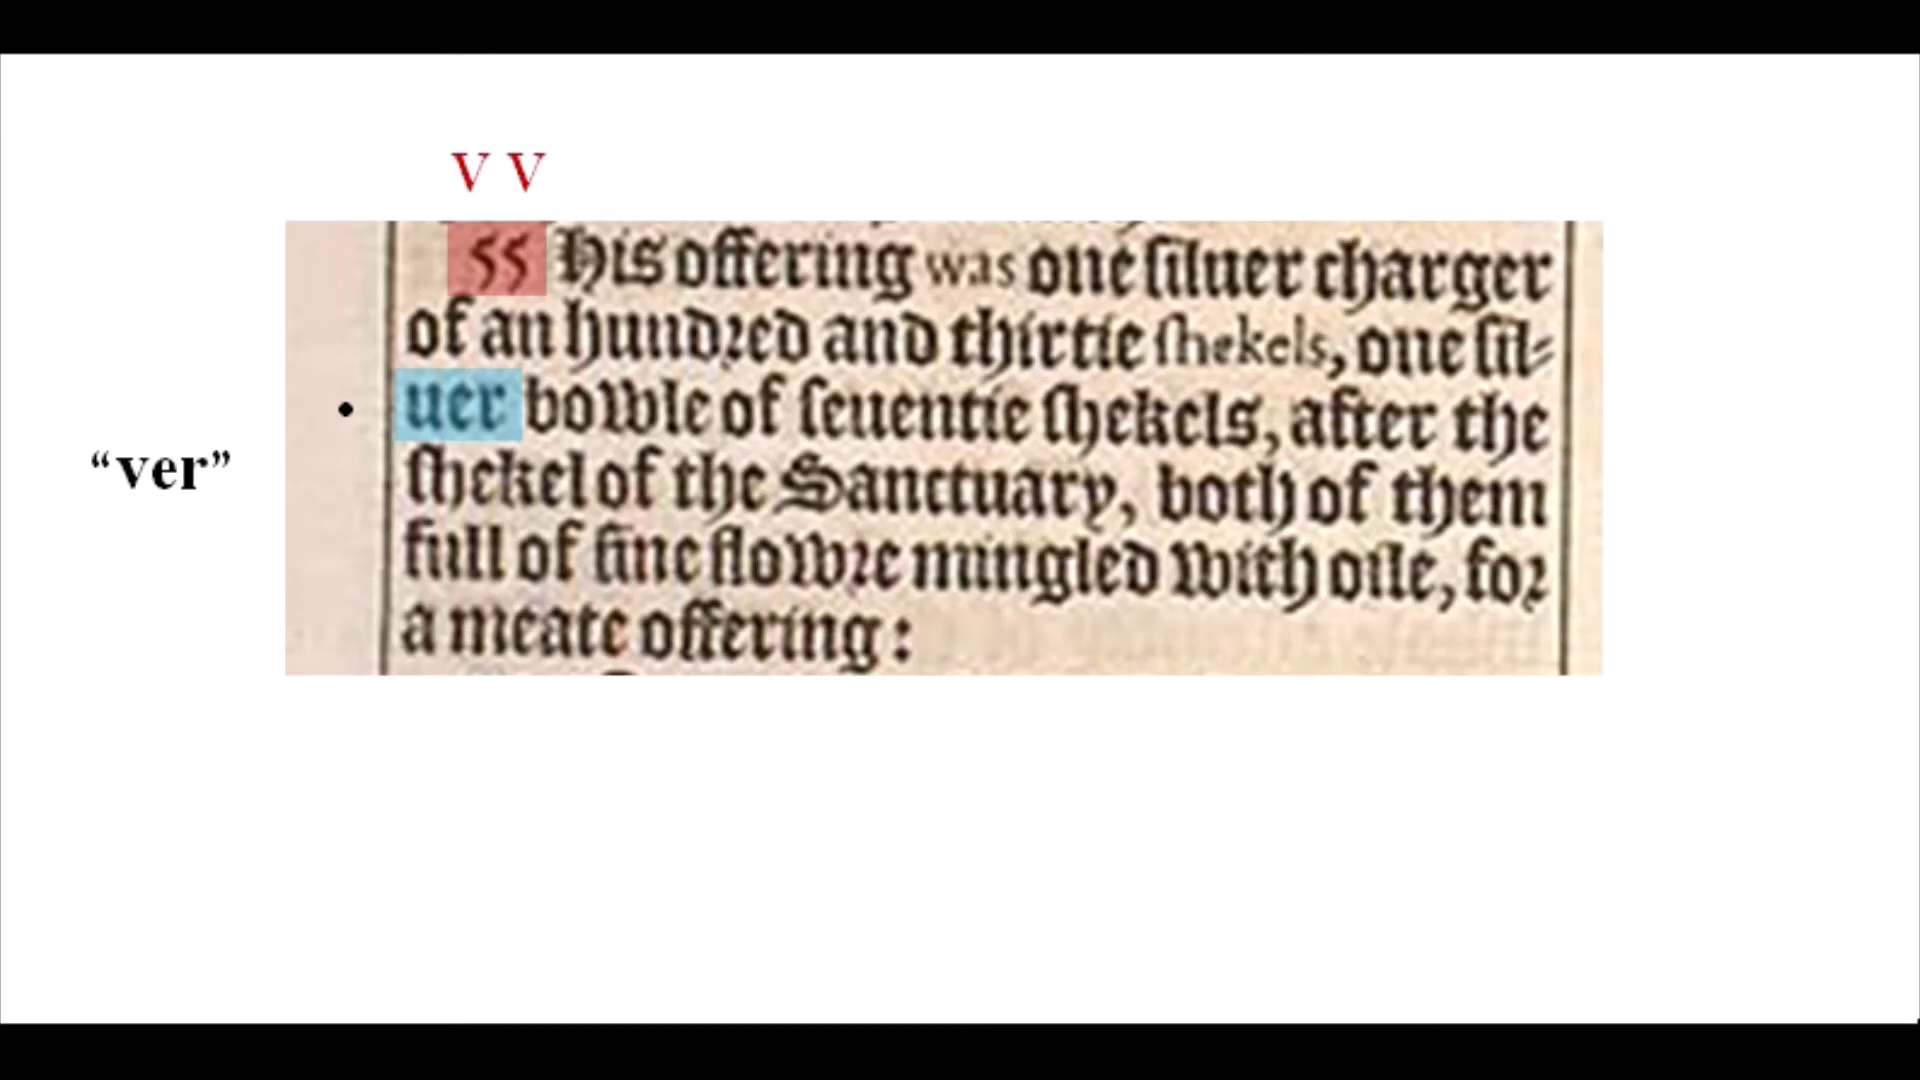 V V
55 His offering was one siluer charger
of an hundred and thirtie shekels, one sil-
uer bowle of seuentie shekels, after the
shekel of the Sanctuary, both of them
full of fine flowre mingled with oile, for
a meate offering:
• “ver”